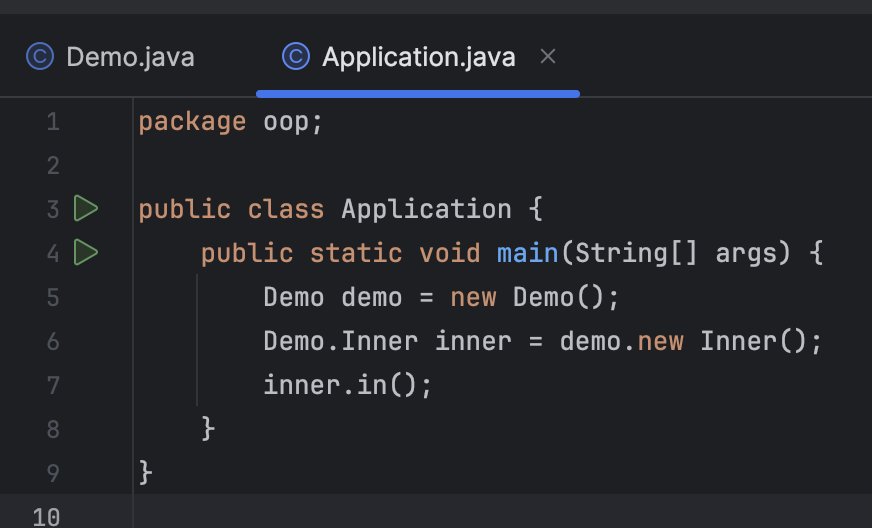 Demo.java Application.java
1 package oop;
2
3 public class Application {
4     public static void main(String[] args) {
5         Demo demo = new Demo();
6         Demo.Inner inner = demo.new Inner();
7         inner.in();
8     }
9 }
10